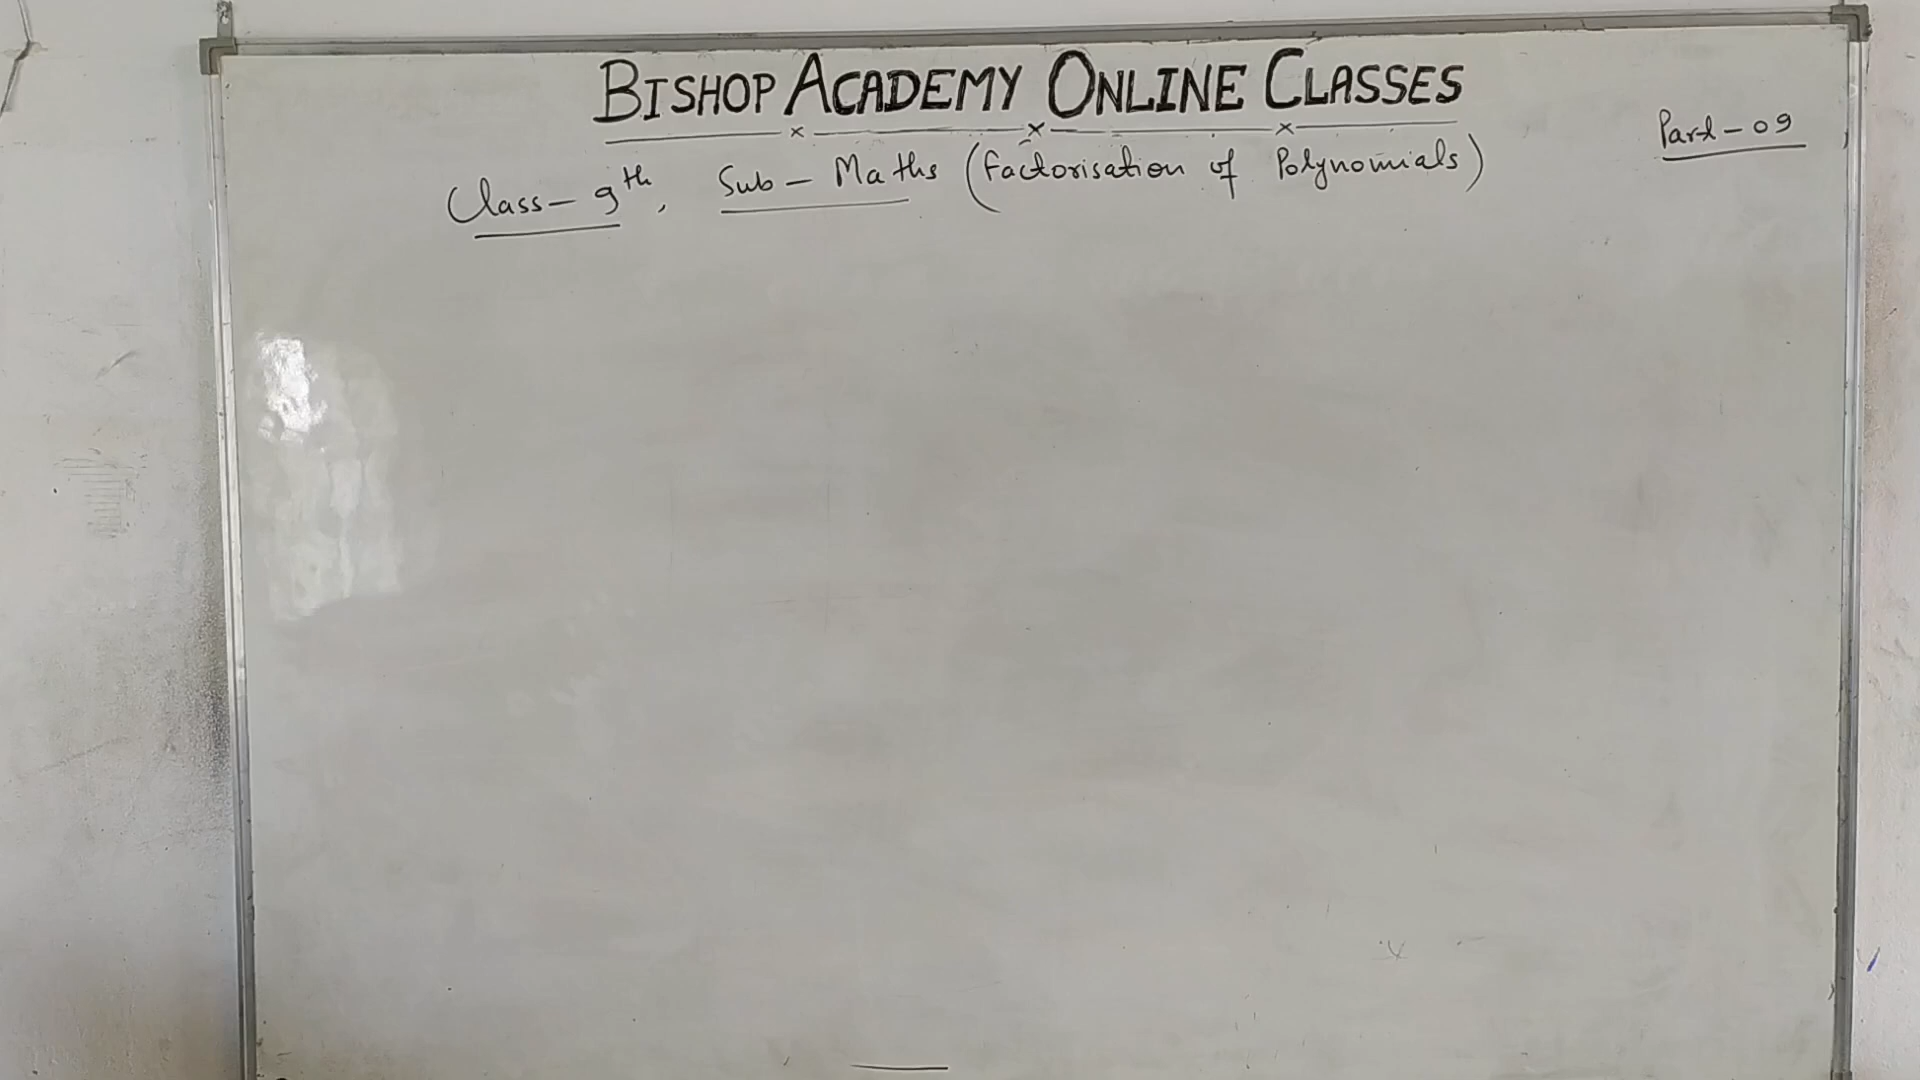 BISHOP ACADEMY ONLINE CLASSES
Part-09
Class-9th, Sub-Maths (Factorisation of Polynomials)